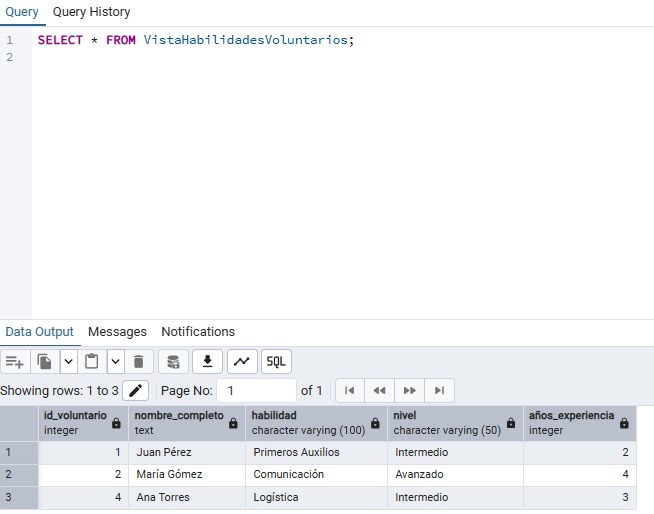 Query Query History
1 SELECT * FROM VistaHabilidadesVoluntarios;
2
Data Output Messages Notifications
SQL
Showing rows: 1 to 3 Page No: 1 of 1
id_voluntario nombre_completo habilidad nivel años_experiencia
integer text character varying (100) character varying (50) integer
1 1 Juan Pérez Primeros Auxilios Intermedio 2
2 2 María Gómez Comunicación Avanzado 4
3 4 Ana Torres Logística Intermedio 3